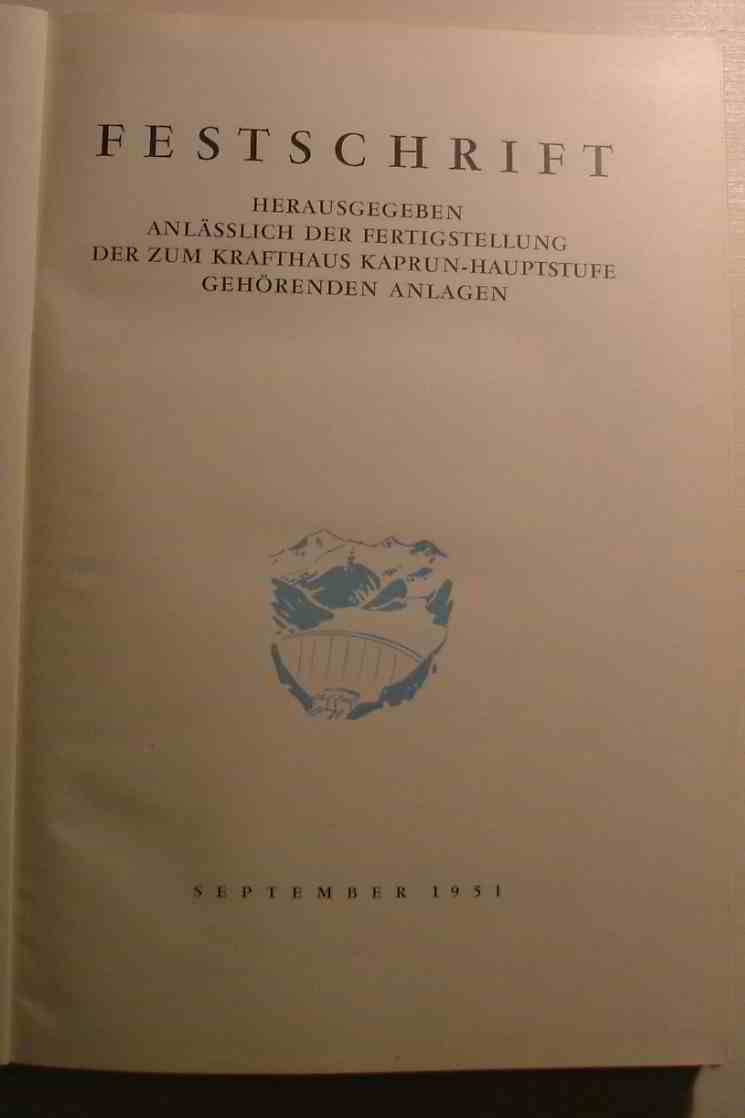 FESTSCHRIFT
HERAUSGEGEBEN
ANLÄSSLICH DER FERTIGSTELLUNG
DER ZUM KRAFTHAUS KAPRUN-HAUPTSTUFE
GEHÖRENDEN ANLAGEN
SEPTEMBER 1951